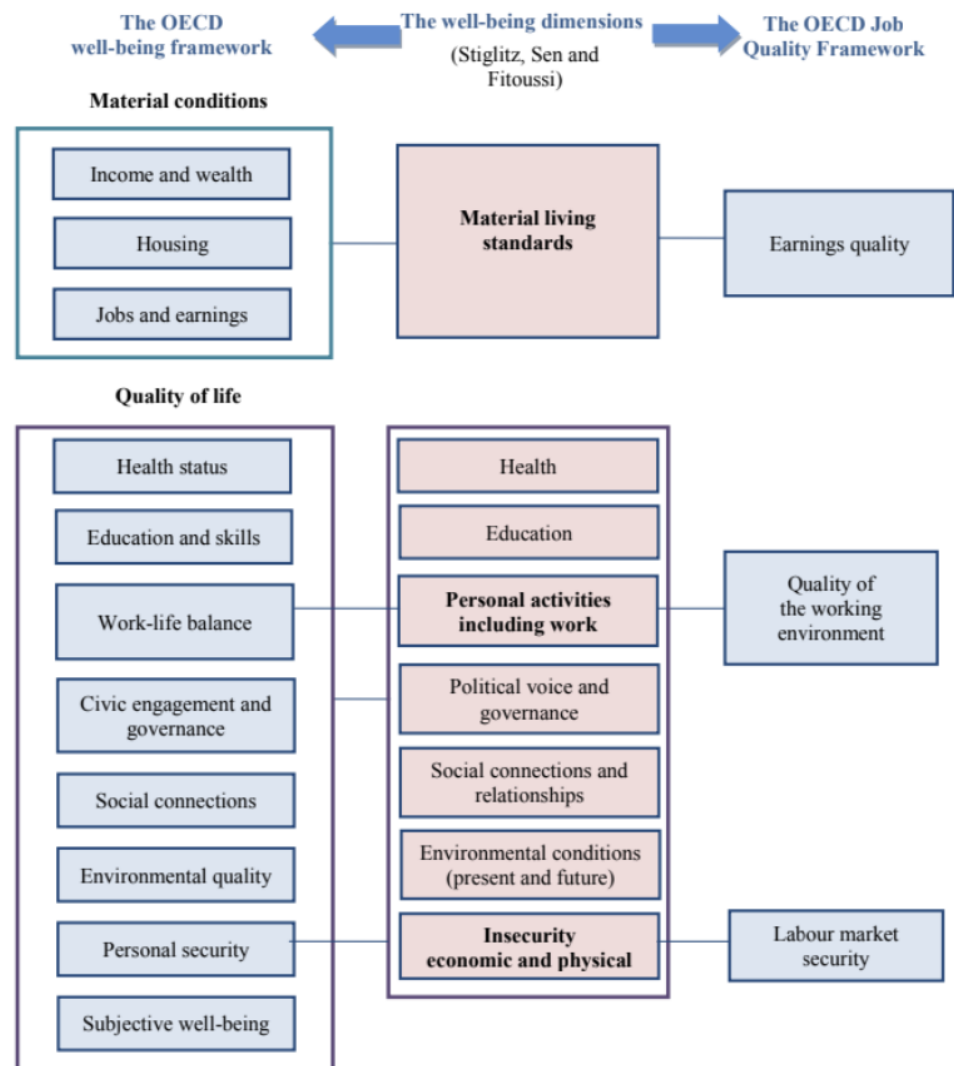 The OECD
well-being framework
The well-being dimensions
(Stiglitz, Sen and
Fitoussi)
The OECD Job
Quality Framework
Material conditions
Income and wealth
Housing
Jobs and earnings
Material living
standards
Earnings quality
Quality of life
Health status
Education and skills
Work-life balance
Civic engagement and
governance
Social connections
Environmental quality
Personal security
Subjective well-being
Health
Education
Personal activities
including work
Political voice and
governance
Social connections and
relationships
Environmental conditions
(present and future)
Insecurity
economic and physical
Quality of
the working
environment
Labour market
security